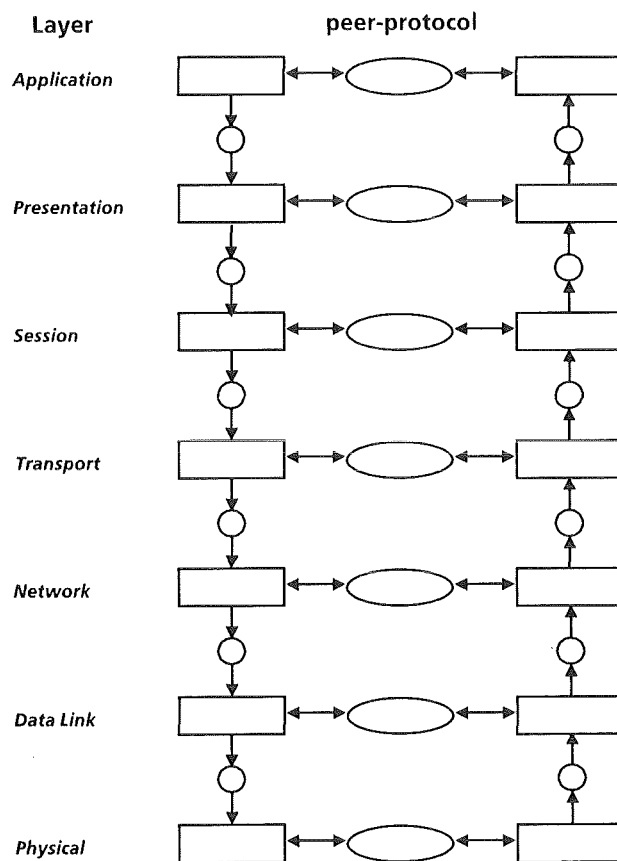 Layer peer-protocol
Application
Presentation
Session
Transport
Network
Data Link
Physical